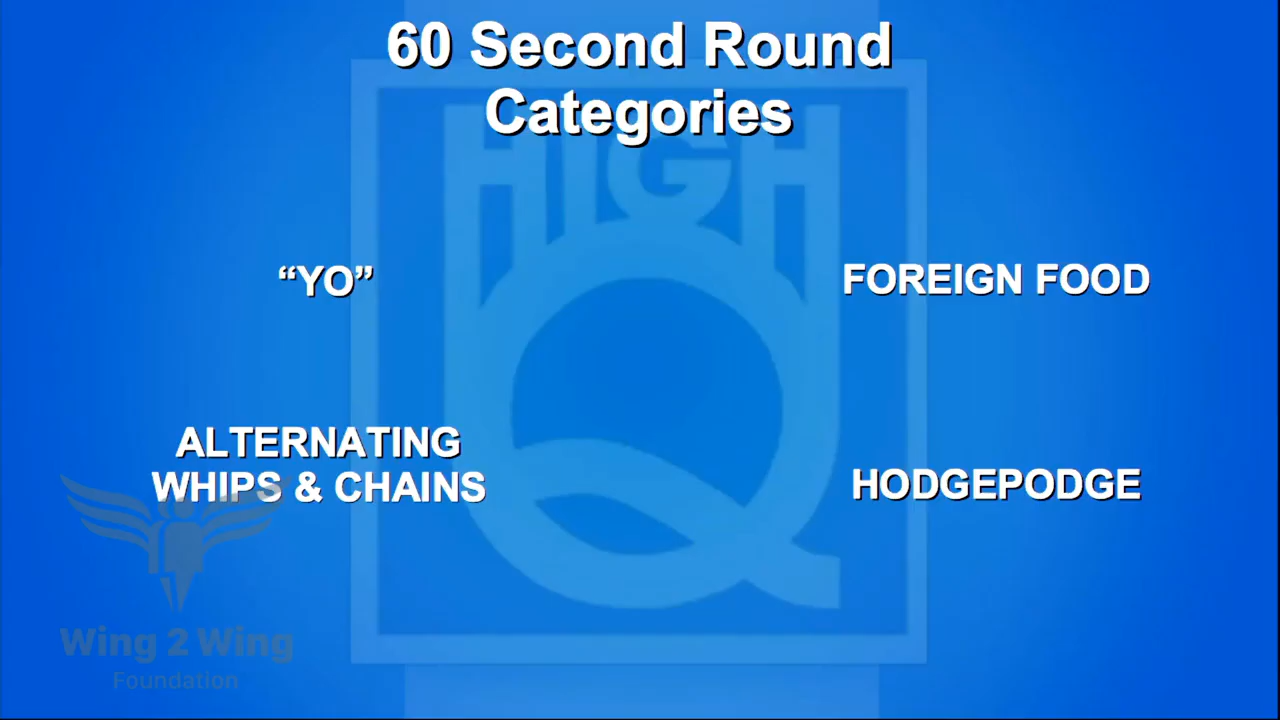 60 Second Round
Categories
HIGH
Q
“YO”
FOREIGN FOOD
ALTERNATING
WHIPS & CHAINS
HODGEPODGE
Wing 2 Wing
Foundation